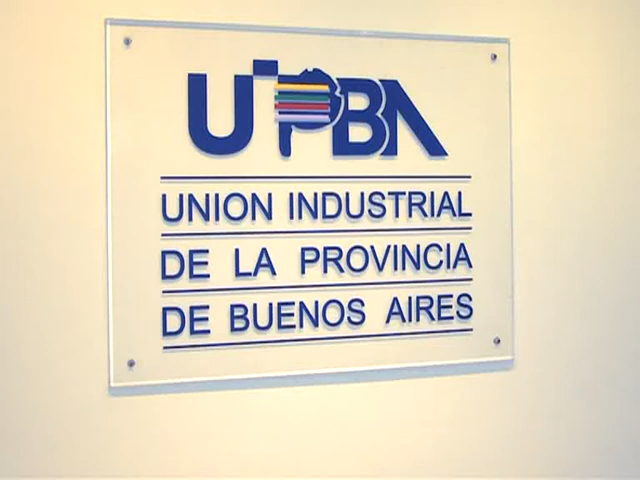 UIPBA
UNION INDUSTRIAL
DE LA PROVINCIA
DE BUENOS AIRES